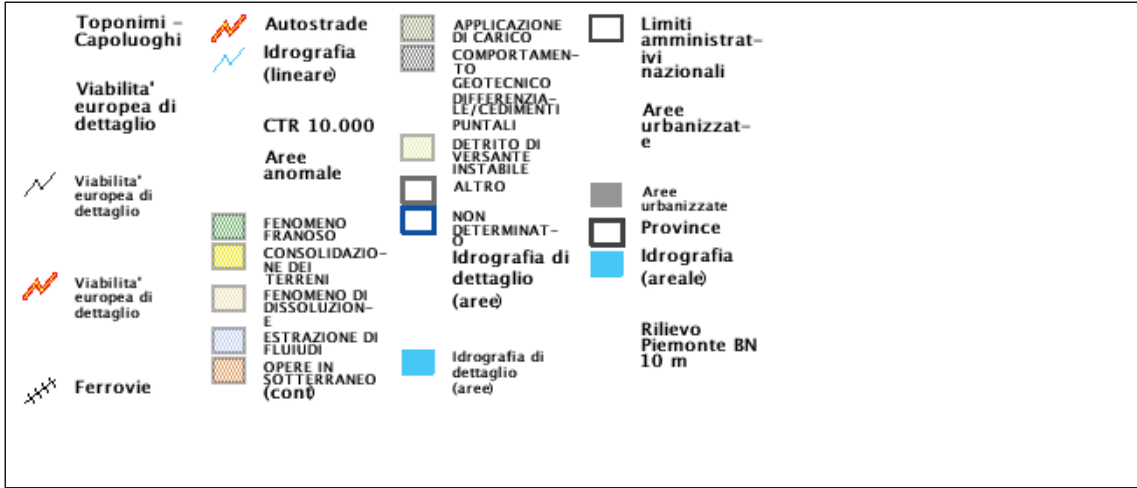 Toponimi -
Capoluoghi
Viabilita'
europea di
dettaglio
Viabilita'
europea di
dettaglio
Viabilita'
europea di
dettaglio
Ferrovie
Autostrade
Idrografia
(lineare)
CTR 10.000
Aree
anomale
FENOMENO
FRANOSO
CONSOLIDAZIO-
NE DEI
TERRENI
FENOMENO DI
DISSOLUZION-
E
ESTRAZIONE DI
FLUIUDI
OPERE IN
SOTTERRANEO
(cont)
APPLICAZIONE
DI CARICO
COMPORTAMEN-
TO
GEOTECNICO
DIFFERENZIA-
LE/CEDIMENTI
PUNTALI
DETRITO DI
VERSANTE
INSTABILE
ALTRO
NON
DETERMINAT-
O
Idrografia di
dettaglio
(aree)
Idrografia di
dettaglio
(aree)
Limiti
amministrat-
ivi
nazionali
Aree
urbanizzat-
e
Aree
urbanizzate
Province
Idrografia
(areale)
Rilievo
Piemonte BN
10 m